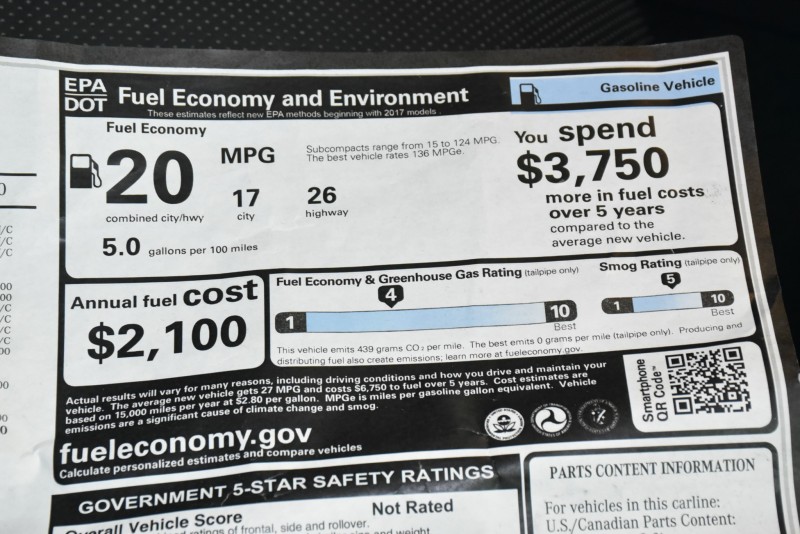 EPA
DOT
Fuel Economy and Environment
These estimates reflect new EPA methods beginning with 2017 models.
Gasoline Vehicle
Fuel Economy
20
MPG
17
city
26
highway
combined city/hwy
5.0 gallons per 100 miles
Subcompacts range from 15 to 124 MPG.
The best vehicle rates 136 MPGe.
You spend
$3,750
more in fuel costs
over 5 years
compared to the
average new vehicle.
Annual fuel cost
$2,100
Fuel Economy & Greenhouse Gas Rating (tailpipe only)
4
1
10
Best
Smog Rating (tailpipe only)
5
1
10
Best
This vehicle emits 439 grams CO2 per mile. The best emits 0 grams per mile (tailpipe only). Producing and
distributing fuel also create emissions; learn more at fueleconomy.gov.
Actual results will vary for many reasons, including driving conditions and how you drive and maintain your
vehicle. The average new vehicle gets 27 MPG and costs $6,750 to fuel over 5 years. Cost estimates are
based on 15,000 miles per year at $2.80 per gallon. MPGe is miles per gasoline gallon equivalent. Vehicle
emissions are a significant cause of climate change and smog.
fueleconomy.gov
Calculate personalized estimates and compare vehicles
Smartphone
QR Code™
GOVERNMENT 5-STAR SAFETY RATINGS
Overall Vehicle Score
Not Rated
ratings of frontal, side and rollover.
PARTS CONTENT INFORMATION
For vehicles in this carline:
U.S./Canadian Parts Content: